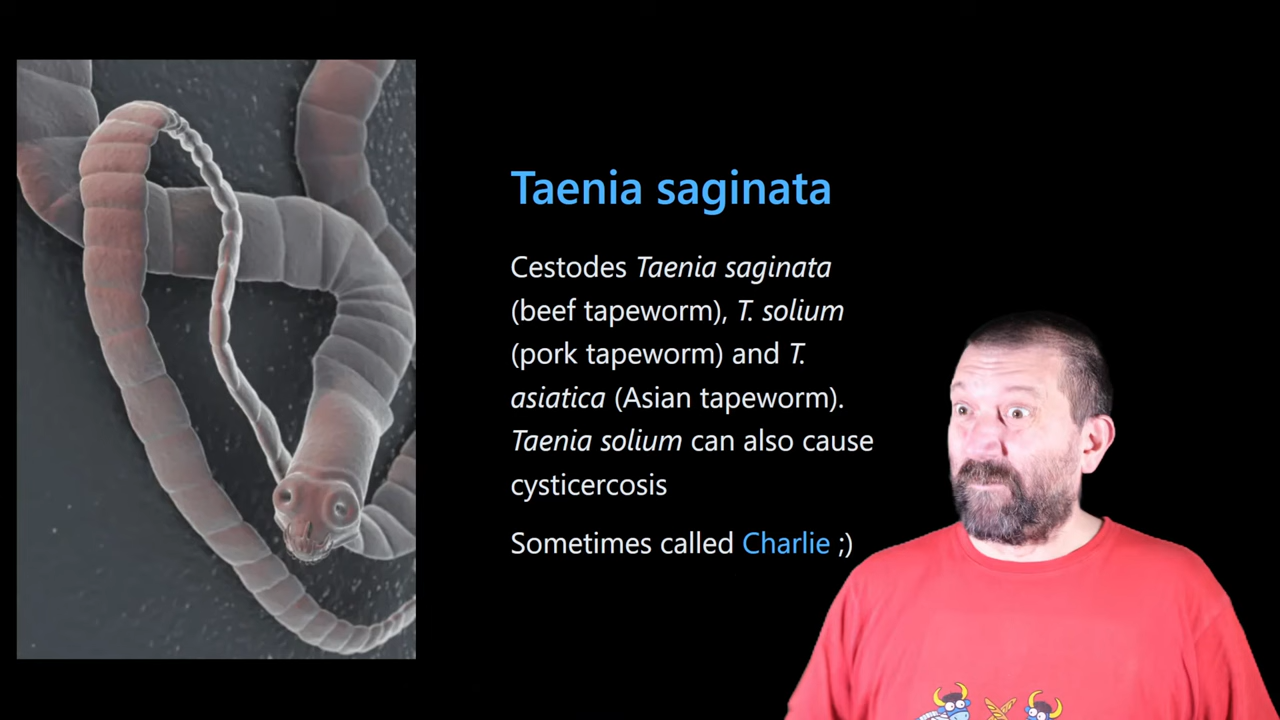 Taenia saginata
Cestodes Taenia saginata
(beef tapeworm), T. solium
(pork tapeworm) and T.
asiatica (Asian tapeworm).
Taenia solium can also cause
cysticercosis
Sometimes called Charlie ;)